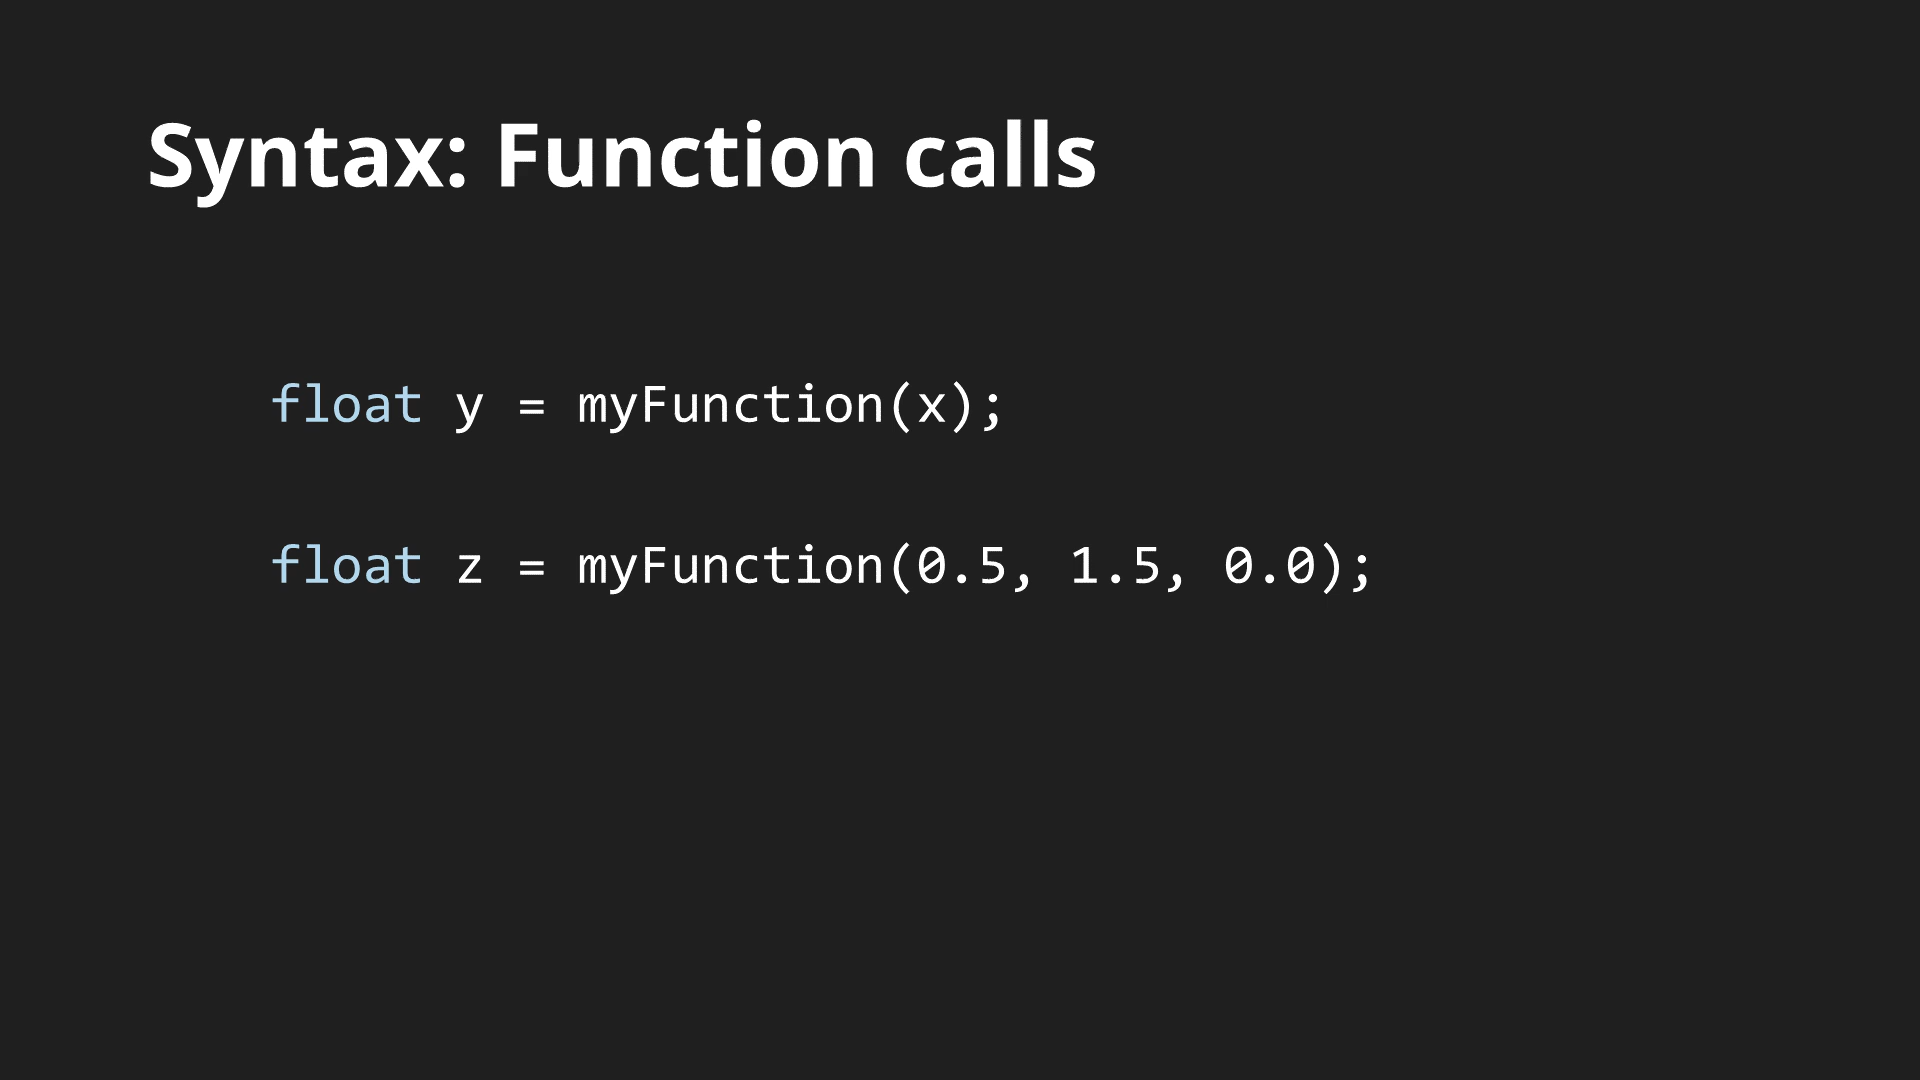 Syntax: Function calls
float y = myFunction(x);
float z = myFunction(0.5, 1.5, 0.0);